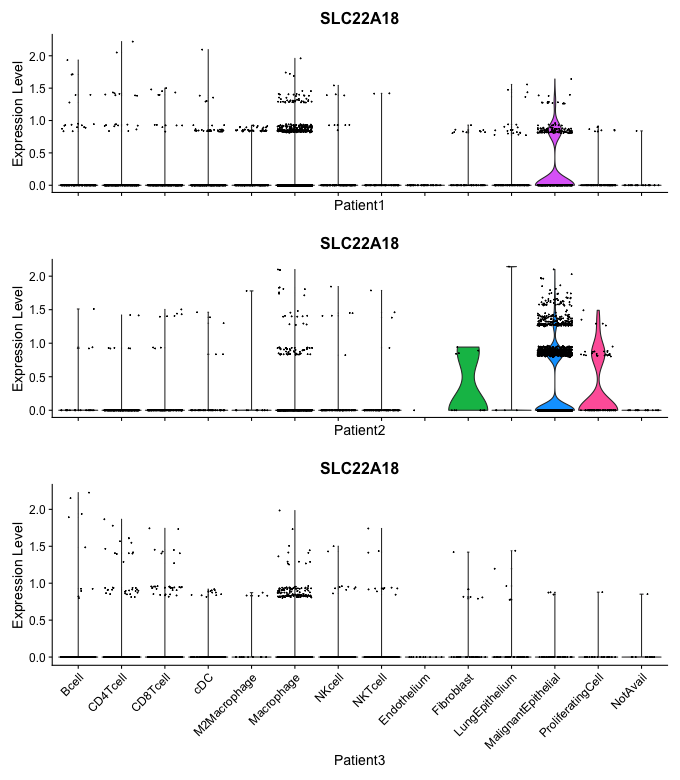 SLC22A18
Expression Level
2.0
1.5
1.0
0.5
0.0
Patient1
SLC22A18
Expression Level
2.0
1.5
1.0
0.5
0.0
Patient2
SLC22A18
Expression Level
2.0
1.5
1.0
0.5
0.0
Bcell
CD4Tcell
CD8Tcell
cDC
M2Macrophage
Macrophage
NKcell
NKTcell
Endothelium
Fibroblast
LungEpithelium
MalignantEpithelial
ProliferatingCell
NotAvail
Patient3